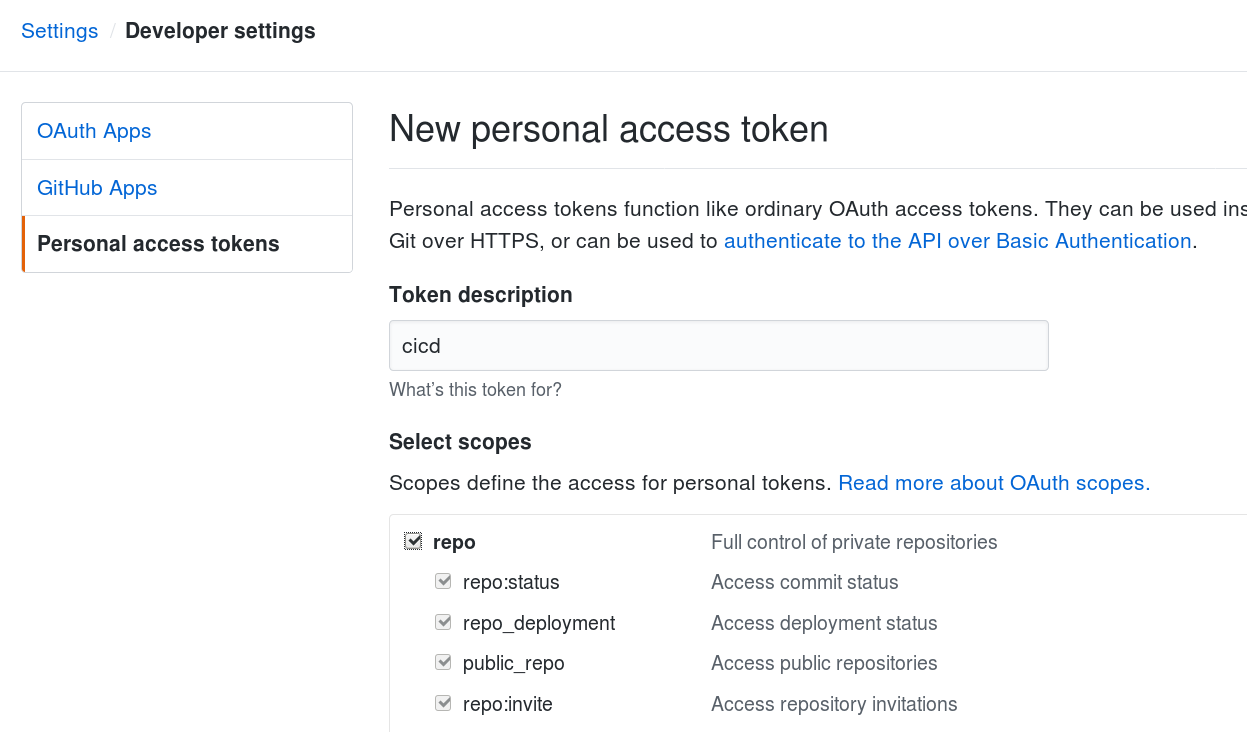 Settings / Developer settings
OAuth Apps
GitHub Apps
Personal access tokens
New personal access token
Personal access tokens function like ordinary OAuth access tokens. They can be used
Git over HTTPS, or can be used to authenticate to the API over Basic Authentication.
Token description
cicd
What's this token for?
Select scopes
Scopes define the access for personal tokens. Read more about OAuth scopes.
repo Full control of private repositories
repo:status Access commit status
repo_deployment Access deployment status
public_repo Access public repositories
repo:invite Access repository invitations